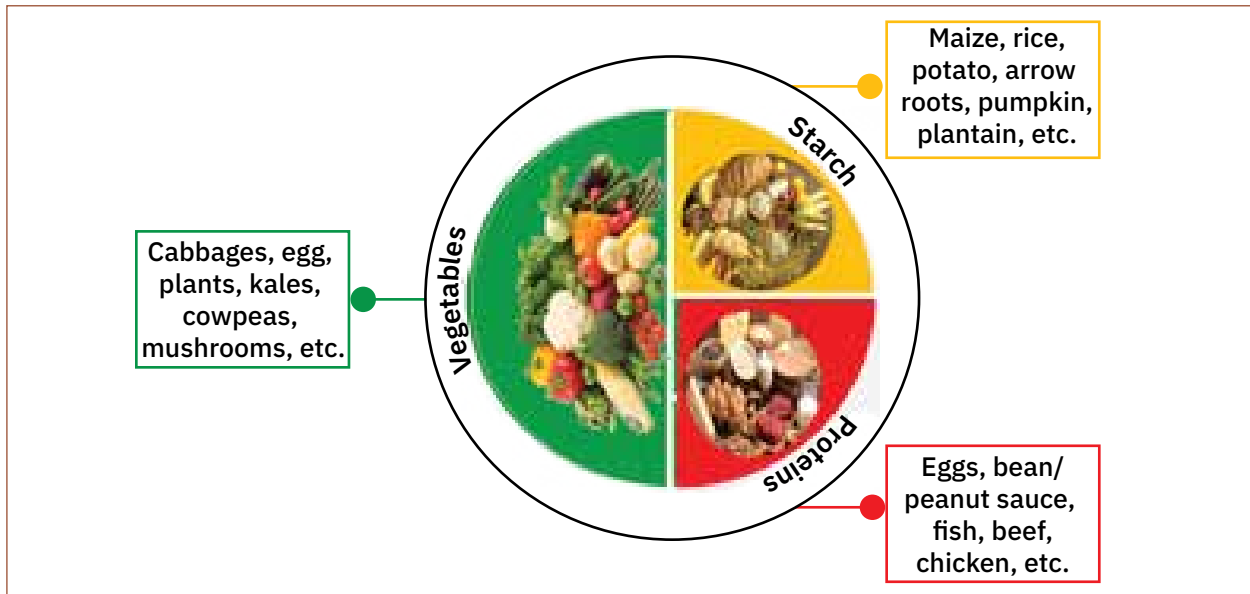 Maize, rice,
potato, arrow
roots, pumpkin,
plantain, etc.
Starch
Vegetables
Cabbages, egg,
plants, kales,
cowpeas,
mushrooms, etc.
Proteins
Eggs, bean/
peanut sauce,
fish, beef,
chicken, etc.